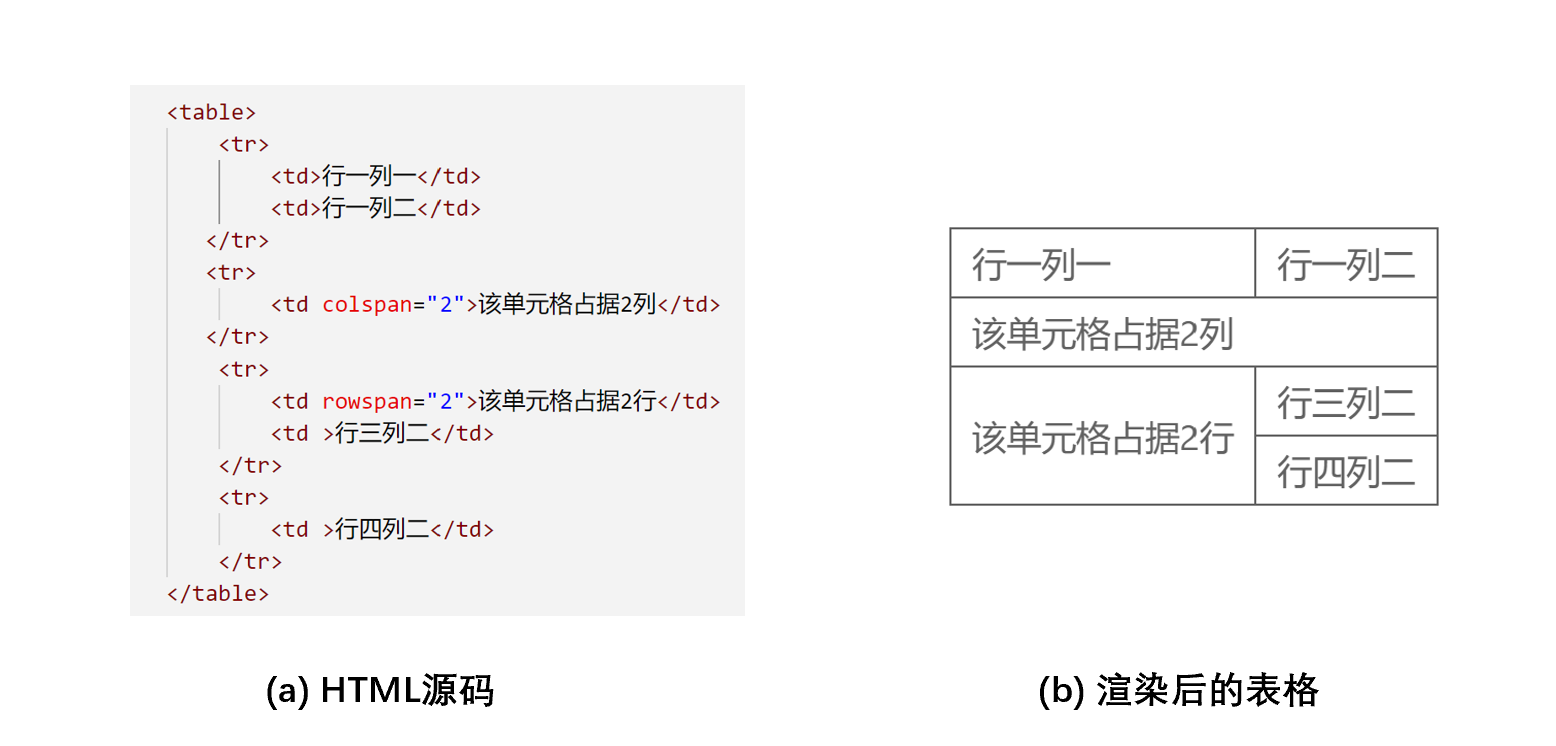 <table>
<tr>
<td>行一列一</td>
<td>行一列二</td>
</tr>
<tr>
<td colspan="2">该单元格占据2列</td>
</tr>
<tr>
<td rowspan="2">该单元格占据2行</td>
<td >行三列二</td>
</tr>
<tr>
<td >行四列二</td>
</tr>
</table>
(a) HTML源码
行一列一 行一列二
该单元格占据2列
该单元格占据2行
行三列二
行四列二
(b) 渲染后的表格